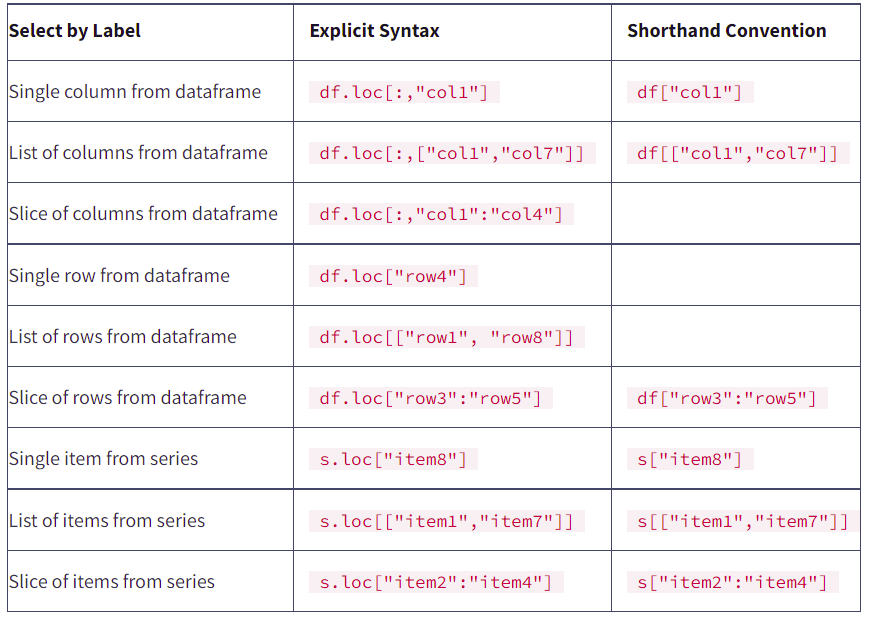 Select by Label Explicit Syntax Shorthand Convention
Single column from dataframe df.loc[:,"col1"] df["col1"]
List of columns from dataframe df.loc[:,["col1","col7"]] df[["col1","col7"]]
Slice of columns from dataframe df.loc[:,"col1":"col4"]
Single row from dataframe df.loc["row4"]
List of rows from dataframe df.loc[["row1", "row8"]]
Slice of rows from dataframe df.loc["row3":"row5"] df["row3":"row5"]
Single item from series s.loc["item8"] s["item8"]
List of items from series s.loc[["item1","item7"]] s[["item1","item7"]]
Slice of items from series s.loc["item2":"item4"] s["item2":"item4"]